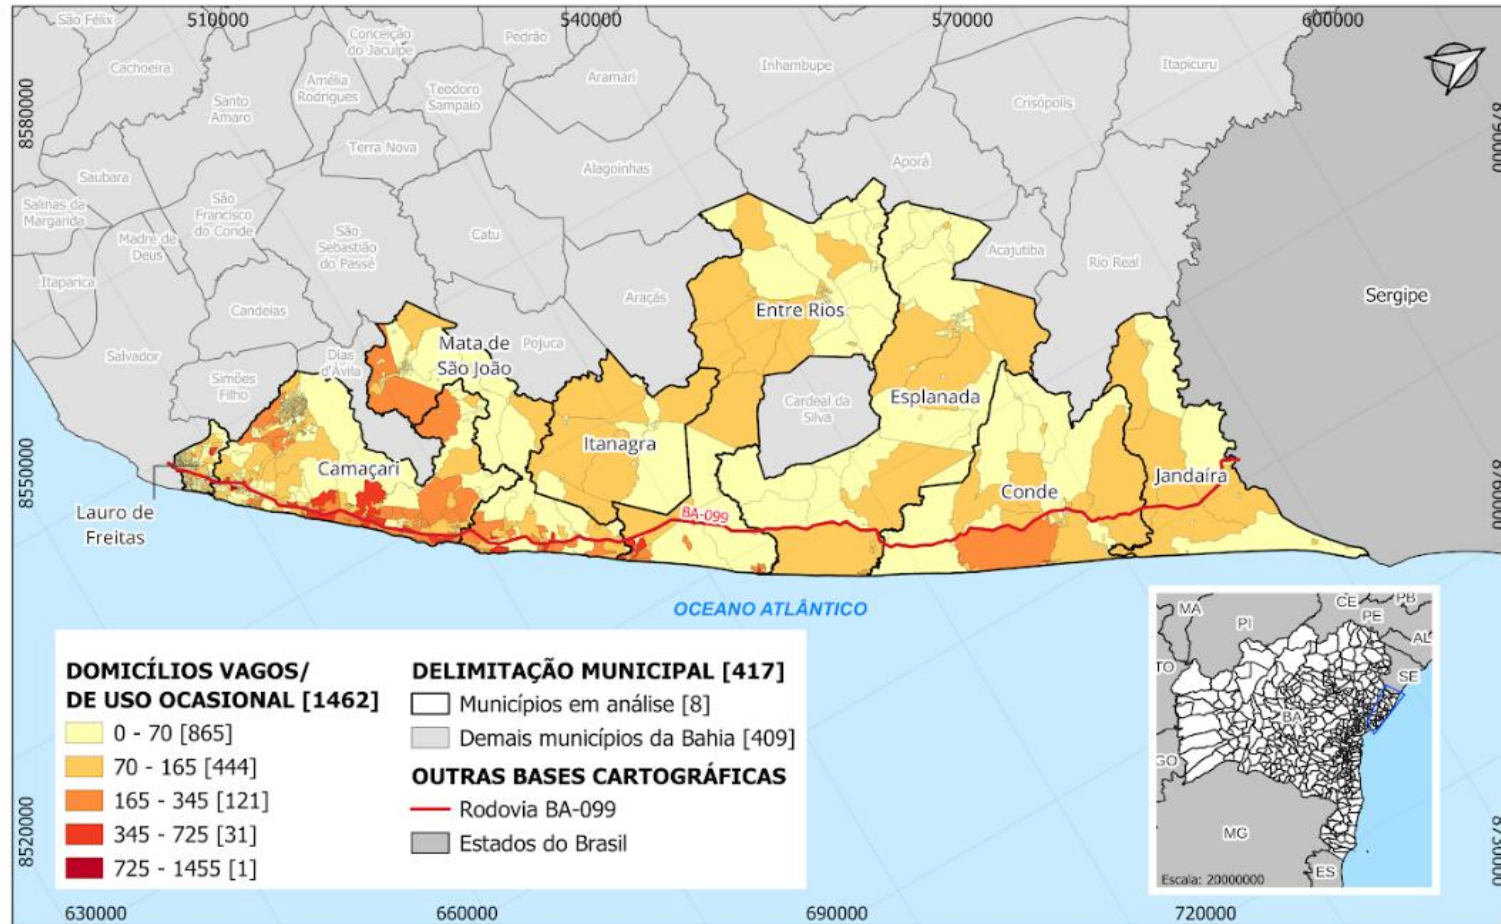 510000
540000
570000
600000
São Félix
Conceição
do Jacuípe
Pedrão
Cachoeira
Amélia
Rodrigues
Teodoro
Sampaio
Aramari
Inhambupe
Itapicuru
Santo
Amaro
Crisópolis
8580000
8790000
Terra Nova
Saubara
Alagoinhas
Aporá
Salinas da
Margarida
São
Francisco
do Conde
Madre de
Deus
São
Sebastião
do Passé
Catu
Acajutiba
Rio Real
Itaparica
Candeias
Araçás
Sergipe
Entre Rios
Salvador
Dias
d'Ávila
Mata de
São João
Pojuca
Simões
Filho
Cardeal da
Silva
Esplanada
Itanagra
Camaçari
Jandaíra
Conde
8550000
8760000
Lauro de
Freitas
BA-099
OCEANO ATLÂNTICO
DOMICÍLIOS VAGOS/
DE USO OCASIONAL [1462]
0 - 70 [865]
70 - 165 [444]
165 - 345 [121]
345 - 725 [31]
725 - 1455 [1]
DELIMITAÇÃO MUNICIPAL [417]
Municípios em análise [8]
Demais municípios da Bahia [409]
OUTRAS BASES CARTOGRÁFICAS
Rodovia BA-099
Estados do Brasil
MA
CE
PB
PI
PE
AL
TO
SE
BA
GO
MG
ES
Escala: 20000000
8520000
8730000
630000
660000
690000
720000